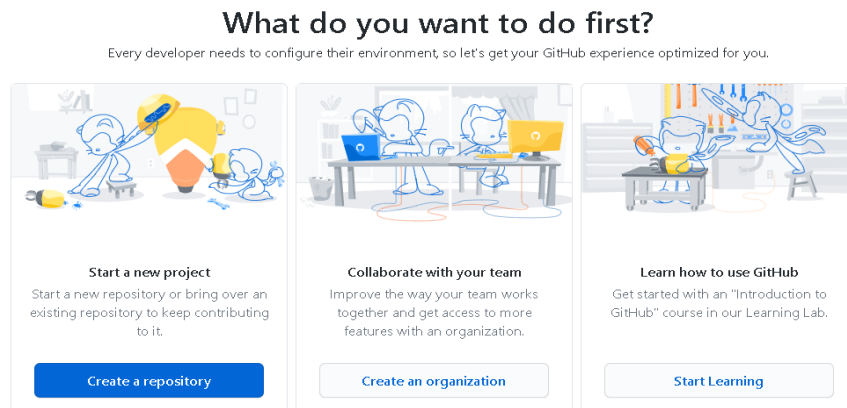 What do you want to do first?
Every developer needs to configure their environment, so let's get your GitHub experience optimized for you.
Start a new project
Start a new repository or bring over an
existing repository to keep contributing
to it.
Create a repository
Collaborate with your team
Improve the way your team works
together and get access to more
features with an organization.
Create an organization
Learn how to use GitHub
Get started with an "Introduction to
GitHub" course in our Learning Lab.
Start Learning